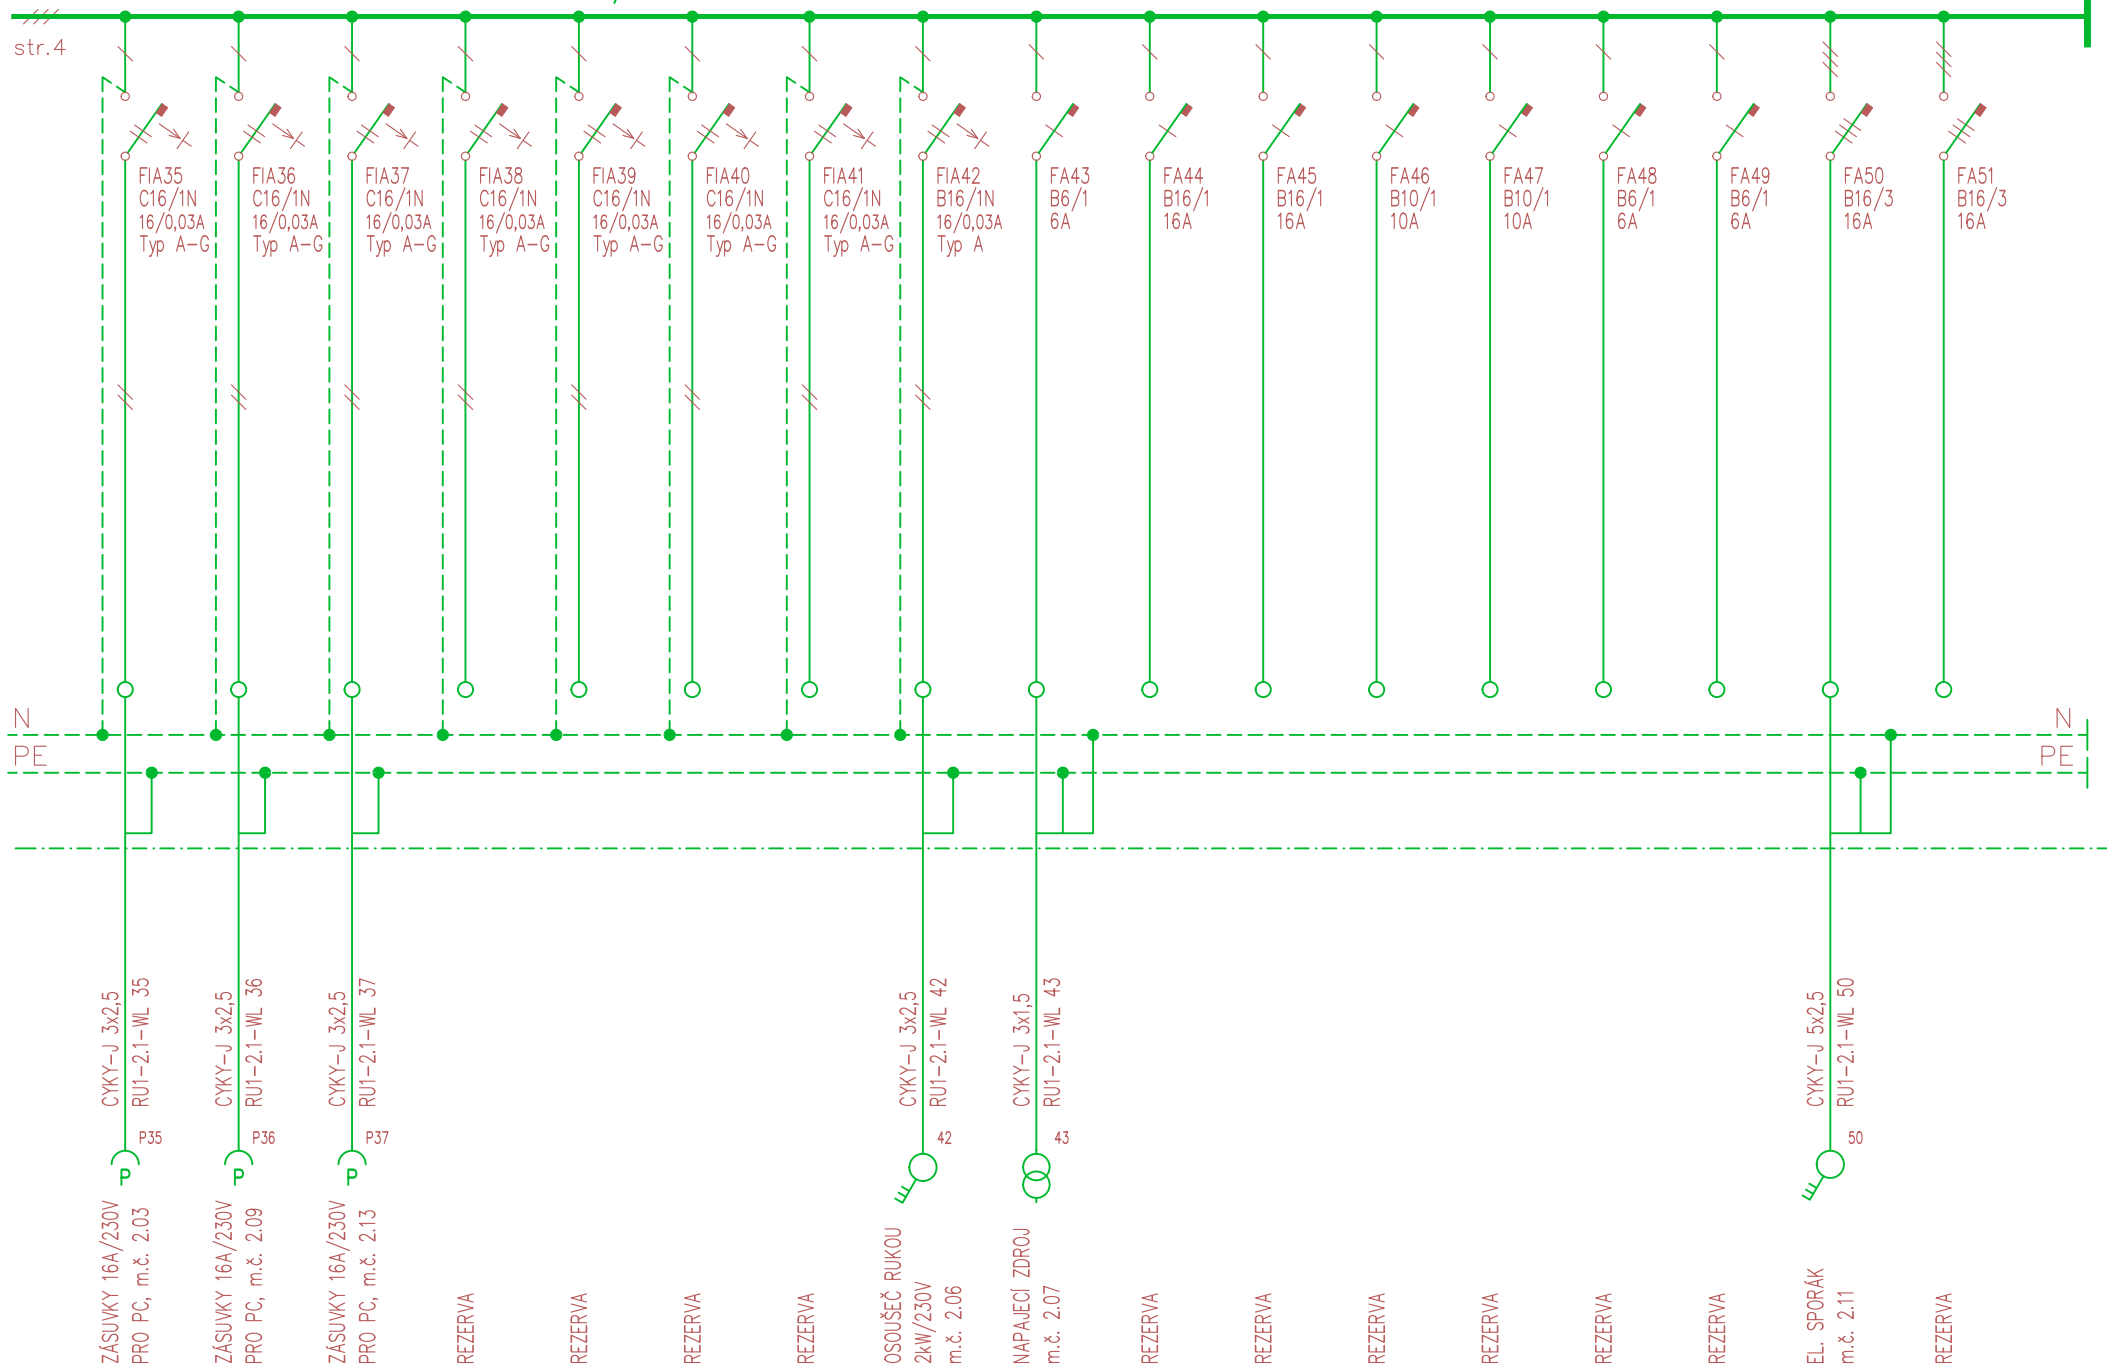 str.4
FIA35
C16/1N
16/0,03A
Typ A-G
FIA36
C16/1N
16/0,03A
Typ A-G
FIA37
C16/1N
16/0,03A
Typ A-G
FIA38
C16/1N
16/0,03A
Typ A-G
FIA39
C16/1N
16/0,03A
Typ A-G
FIA40
C16/1N
16/0,03A
Typ A-G
FIA41
C16/1N
16/0,03A
Typ A-G
FIA42
B16/1N
16/0,03A
Typ A
FA43
B6/1
6A
FA44
B16/1
16A
FA45
B16/1
16A
FA46
B10/1
10A
FA47
B10/1
10A
FA48
B6/1
6A
FA49
B6/1
6A
FA50
B16/3
16A
FA51
B16/3
16A
N
N
PE
PE
CYKY-J 3x2,5
RU1-2.1-WL 35
CYKY-J 3x2,5
RU1-2.1-WL 36
CYKY-J 3x2,5
RU1-2.1-WL 37
CYKY-J 3x2,5
RU1-2.1-WL 42
CYKY-J 3x1,5
RU1-2.1-WL 43
CYKY-J 5x2,5
RU1-2.1-WL 50
P35
P36
P37
42
43
50
P
P
P
ZÁSUVKY 16A/230V
PRO PC, m.č. 2.03
ZÁSUVKY 16A/230V
PRO PC, m.č. 2.09
ZÁSUVKY 16A/230V
PRO PC, m.č. 2.13
REZERVA
REZERVA
REZERVA
REZERVA
OSOUŠEČ RUKOU
2kW/230V
m.č. 2.06
NAPAJECÍ ZDROJ
m.č. 2.07
REZERVA
REZERVA
REZERVA
REZERVA
REZERVA
REZERVA
EL. SPORÁK
m.č. 2.11
REZERVA